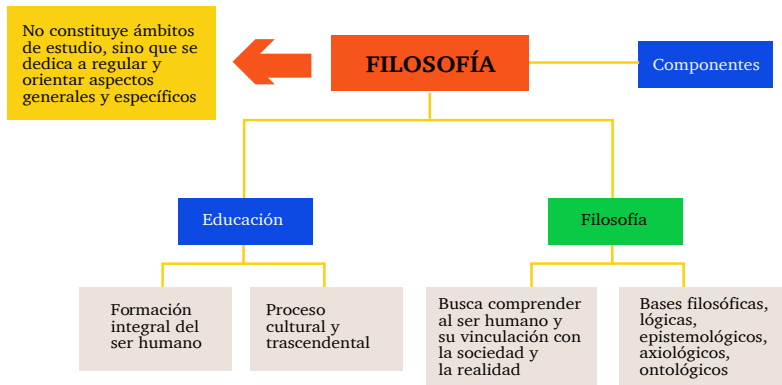 No constituye ámbitos
de estudio, sino que se
dedica a regular y
orientar aspectos
generales y específicos
FILOSOFÍA
Componentes
Educación
Filosofía
Formación
integral del
ser humano
Proceso
cultural y
trascendental
Busca comprender
al ser humano y
su vinculación con
la sociedad y
la realidad
Bases filosóficas,
lógicas,
epistemológicos,
axiológicos,
ontológicos